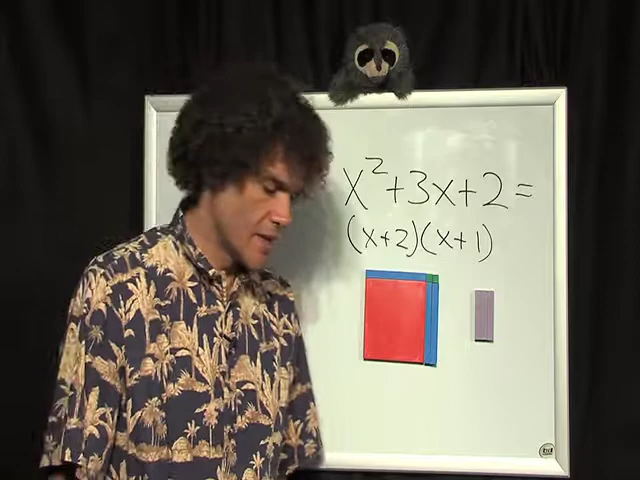 x²+3x+2=
(x+2)(x+1)